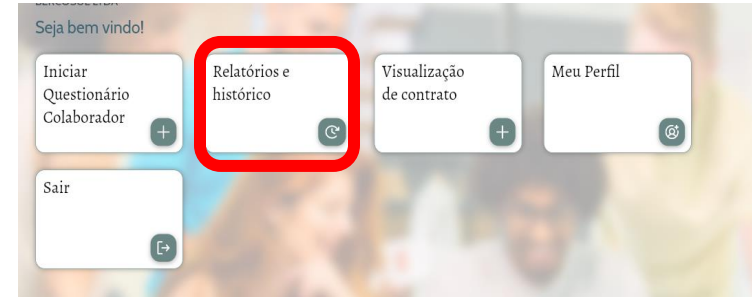 Seja bem vindo!
Iniciar
Questionário
Colaborador
Relatórios e
histórico
Visualização
de contrato
Meu Perfil
Sair